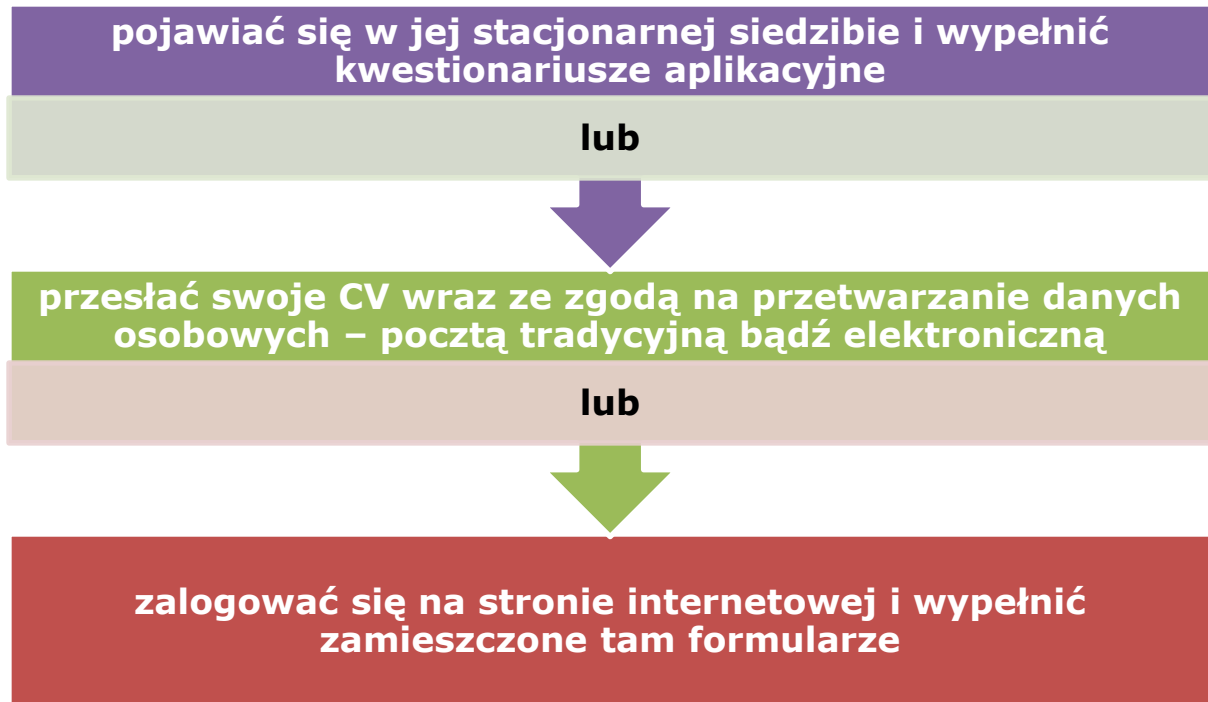 pojawiać się w jej stacjonarnej siedzibie i wypełnić
kwestionariusze aplikacyjne
lub
przesłać swoje CV wraz ze zgodą na przetwarzanie danych
osobowych – pocztą tradycyjną bądź elektroniczną
lub
zalogować się na stronie internetowej i wypełnić
zamieszczone tam formularze